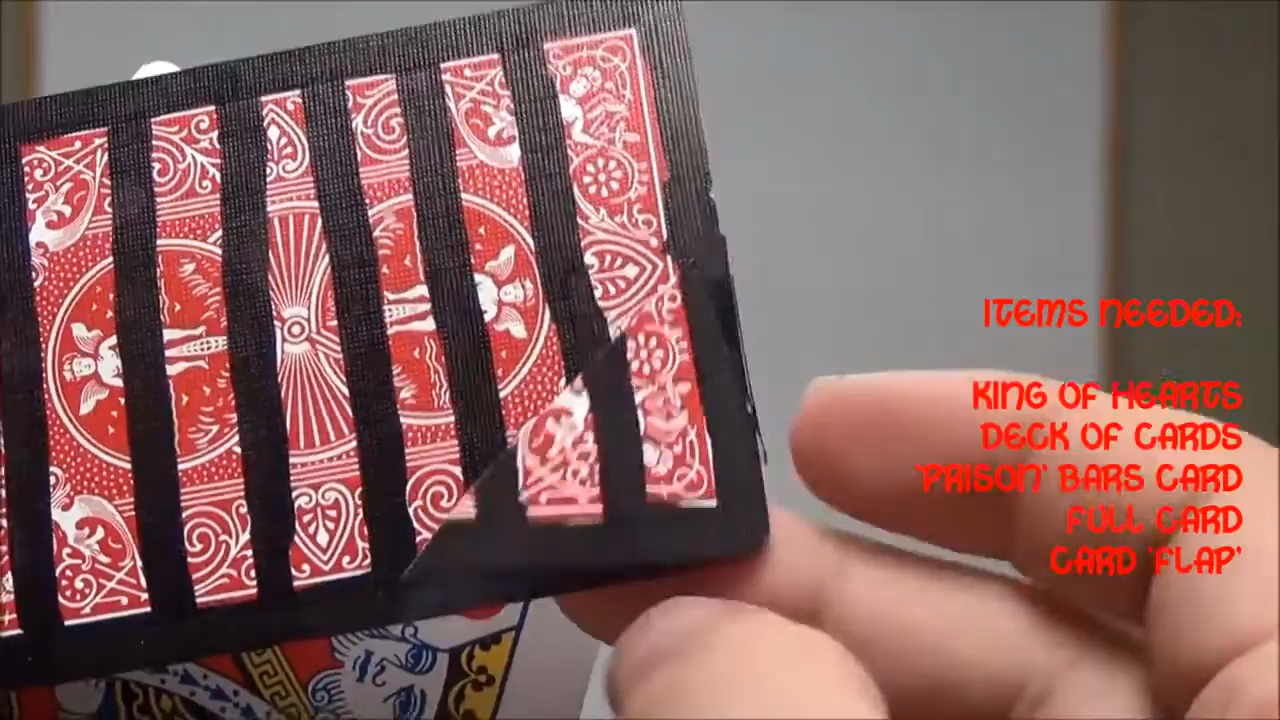 ITEMS NEEDED:
KING OF HEARTS
DECK OF CARDS
'PRISON' BARS CARD
FULL CARD
CARD 'FLAP'